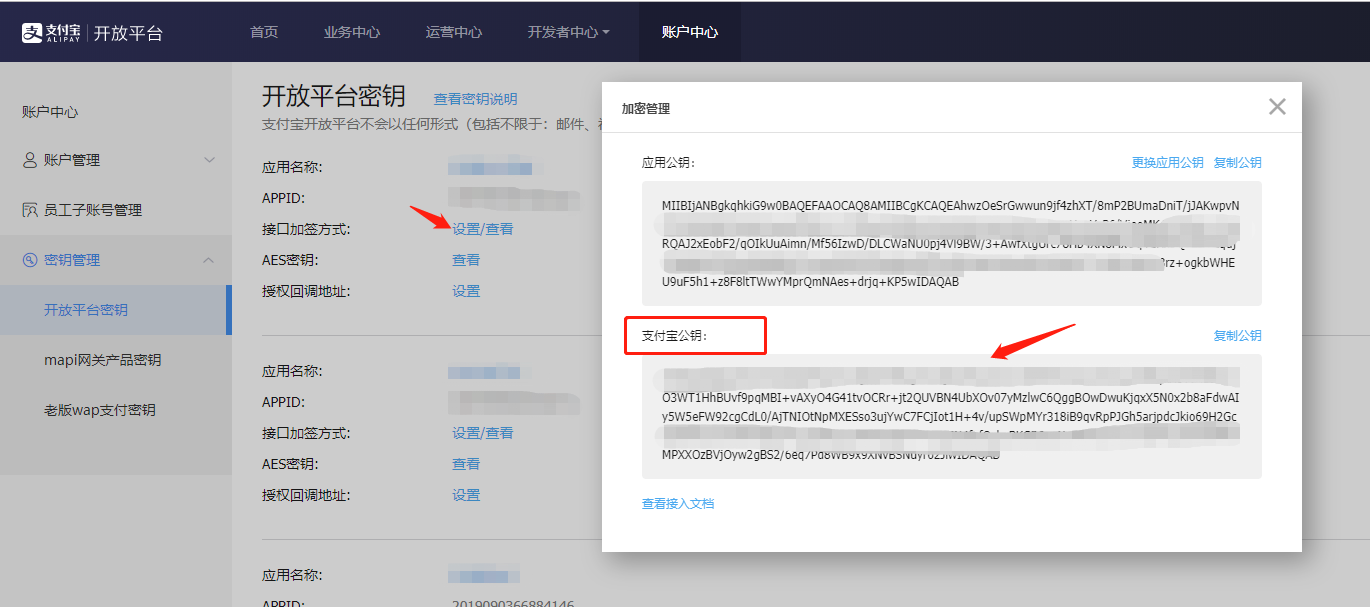 支付宝 ALIPAY 开放平台 首页 业务中心 运营中心 开发者中心 账户中心
账户中心
账户管理
员工子账号管理
密钥管理
开放平台密钥
mapi网关产品密钥
老版wap支付密钥
开放平台密钥 查看密钥说明
支付宝开放平台不会以任何形式（包括不限于：邮件、
应用名称:
APPID:
接口加签方式: 设置/查看
AES密钥: 查看
授权回调地址: 设置
应用名称:
APPID:
接口加签方式: 设置/查看
AES密钥: 查看
授权回调地址: 设置
应用名称:
APPID: 2019090366884146
加密管理
应用公钥: 更换应用公钥 复制公钥
MIIBIjANBgkqhkiG9w0BAQEFAAOCAQ8AMIIBCgKCAQEAhwzOeSrGwwun9jf4zhXT/8mP2BUmaDniT/jJAKwpvN
RQAJ2xEobF2/qOIkUuAimn/Mf56IzwD/DLCWaNU0pj4Vl9BW/3+
3rz+ogkbWHE
U9uF5h1+z8F8ltTWwYMprQmNAes+drjq+KP5wIDAQAB
支付宝公钥: 复制公钥
O3WT1HhBUvf9pqMBI+vAXyO4G41tvOCRr+jt2QUVBN4UbXOv07yMzlwC6QggBOwDwuKjqxX5N0x2b8aFdwAI
y5W5eFW92cgCdL0/AjTNIOtNpMXESso3ujYwC7FCjIot1H+4v/upSWpMYr318iB9qvRpPJGh5arjpdcJkio69H2Gc
MPXXOzBVjOyw2gBS2/6eq7Pd8WB9x9XNVBSNdyr0z5iwIDAQAB
查看接入文档